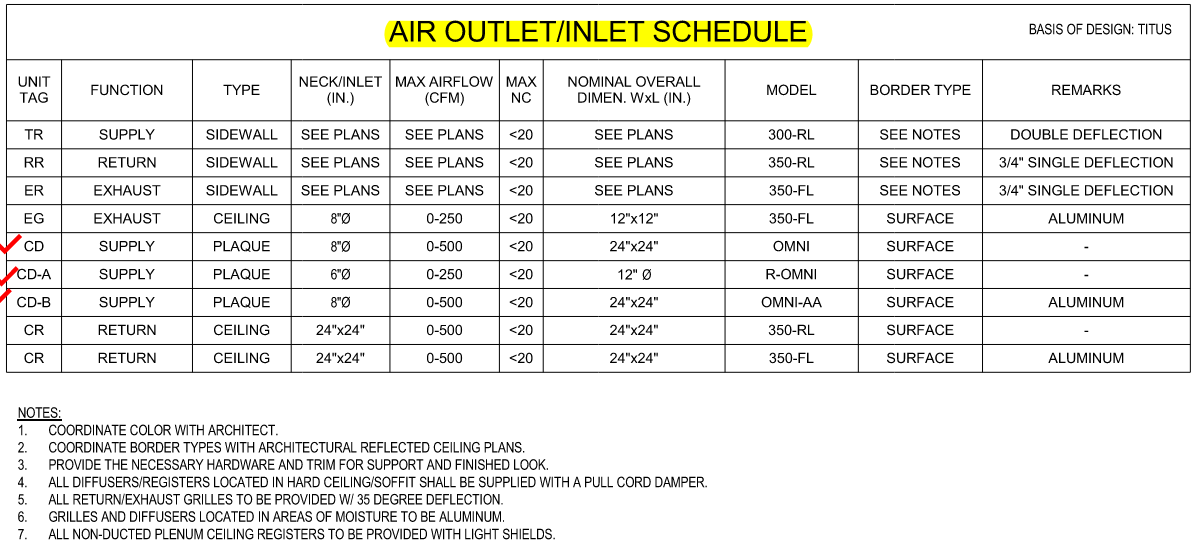 AIR OUTLET/INLET SCHEDULE
BASIS OF DESIGN: TITUS
UNIT TAG FUNCTION TYPE NECK/INLET (IN.) MAX AIRFLOW (CFM) MAX NC NOMINAL OVERALL DIMEN. WxL (IN.) MODEL BORDER TYPE REMARKS
TR SUPPLY SIDEWALL SEE PLANS SEE PLANS <20 SEE PLANS 300-RL SEE NOTES DOUBLE DEFLECTION
RR RETURN SIDEWALL SEE PLANS SEE PLANS <20 SEE PLANS 350-RL SEE NOTES 3/4" SINGLE DEFLECTION
ER EXHAUST SIDEWALL SEE PLANS SEE PLANS <20 SEE PLANS 350-FL SEE NOTES 3/4" SINGLE DEFLECTION
EG EXHAUST CEILING 8"Ø 0-250 <20 12"x12" 350-FL SURFACE ALUMINUM
CD SUPPLY PLAQUE 8"Ø 0-500 <20 24"x24" OMNI SURFACE -
CD-A SUPPLY PLAQUE 6"Ø 0-250 <20 12" Ø R-OMNI SURFACE -
CD-B SUPPLY PLAQUE 8"Ø 0-500 <20 24"x24" OMNI-AA SURFACE ALUMINUM
CR RETURN CEILING 24"x24" 0-500 <20 24"x24" 350-RL SURFACE -
CR RETURN CEILING 24"x24" 0-500 <20 24"x24" 350-FL SURFACE ALUMINUM
NOTES:
1. COORDINATE COLOR WITH ARCHITECT.
2. COORDINATE BORDER TYPES WITH ARCHITECTURAL REFLECTED CEILING PLANS.
3. PROVIDE THE NECESSARY HARDWARE AND TRIM FOR SUPPORT AND FINISHED LOOK.
4. ALL DIFFUSERS/REGISTERS LOCATED IN HARD CEILING/SOFFIT SHALL BE SUPPLIED WITH A PULL CORD DAMPER.
5. ALL RETURN/EXHAUST GRILLES TO BE PROVIDED W/ 35 DEGREE DEFLECTION.
6. GRILLES AND DIFFUSERS LOCATED IN AREAS OF MOISTURE TO BE ALUMINUM.
7. ALL NON-DUCTED PLENUM CEILING REGISTERS TO BE PROVIDED WITH LIGHT SHIELDS.